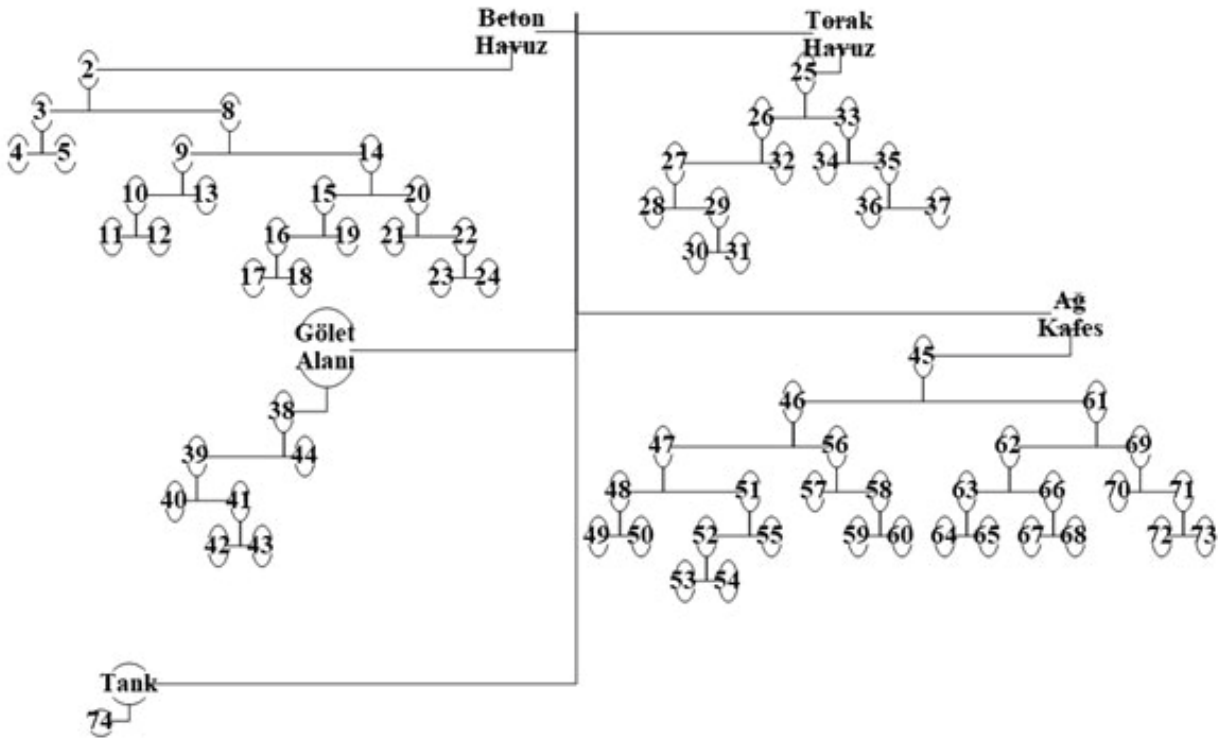 Beton
Havuz
Torak
Havuz
2
25
3 8
26 33
4 5 9 14
27 32 34 35
10 13 15 20
28 29 36 37
11 12 16 19 21 22
30 31
17 18 23 24
Ağ
Kafes
Gölet
Alanı
45
38
46 61
39 44
47 56 62 69
40 41
48 51 57 58 63 66 70 71
42 43
49 50 52 55 59 60 64 65 67 68 72 73
53 54
Tank
74